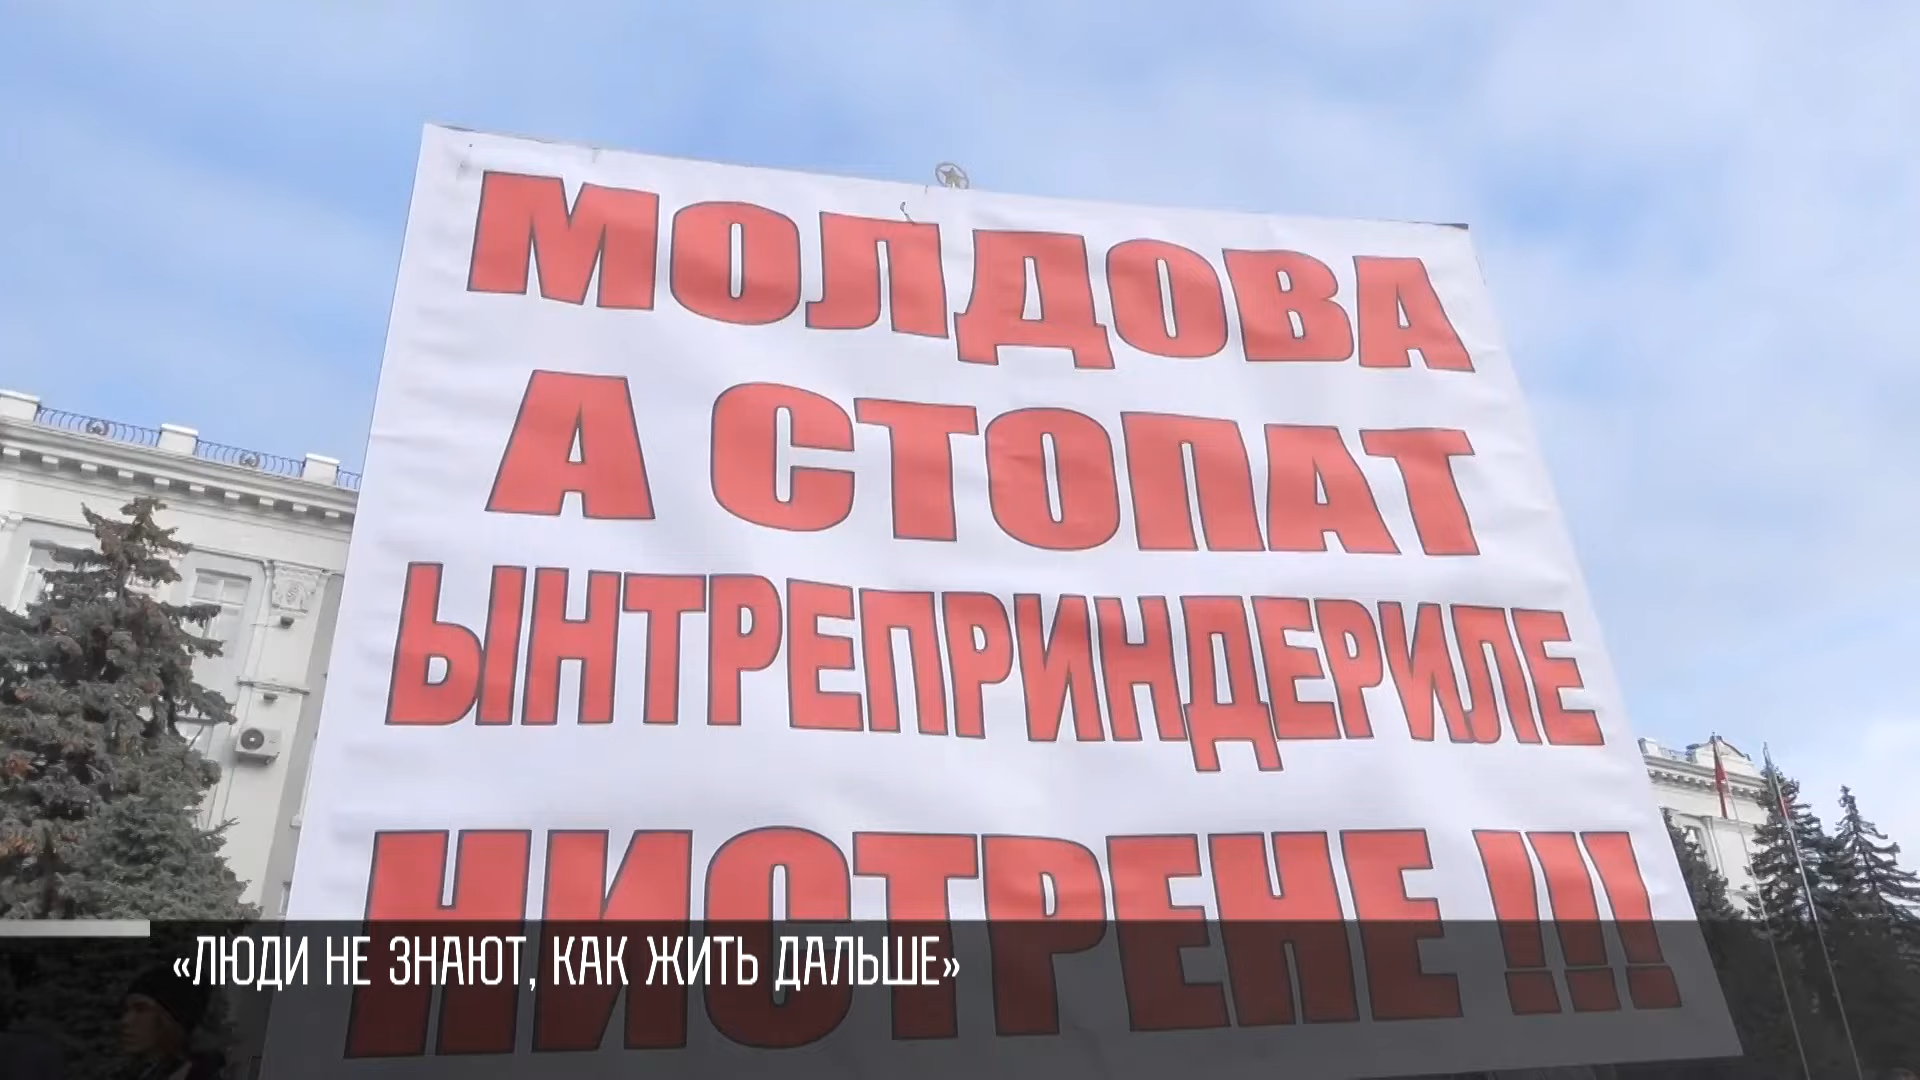 МОЛДОВА
А СТОПАТ
ЫНТРЕПРИНДЕРИЛЕ
НИСТРЕНЕ !!!
«ЛЮДИ НЕ ЗНАЮТ, КАК ЖИТЬ ДАЛЬШЕ»